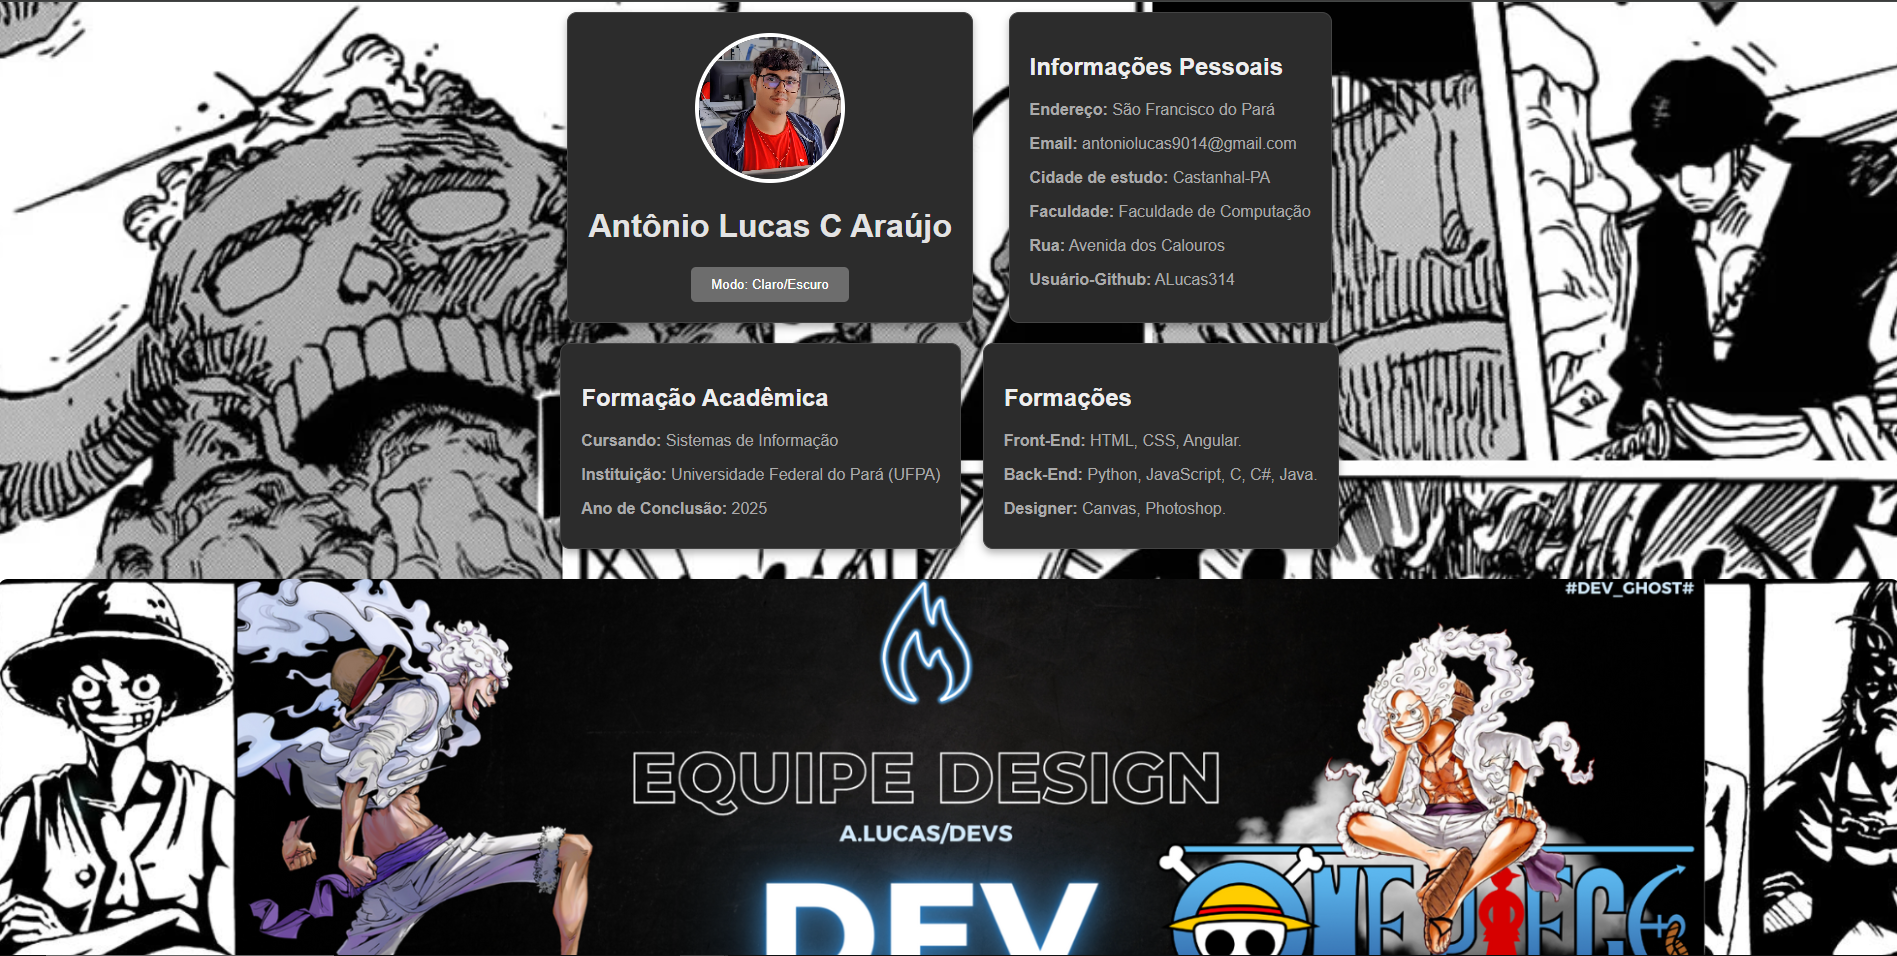 Antônio Lucas C Araújo
Modo: Claro/Escuro
Informações Pessoais
Endereço: São Francisco do Pará
Email: antoniolucas9014@gmail.com
Cidade de estudo: Castanhal-PA
Faculdade: Faculdade de Computação
Rua: Avenida dos Calouros
Usuário-Github: ALucas314
Formação Acadêmica
Cursando: Sistemas de Informação
Instituição: Universidade Federal do Pará (UFPA)
Ano de Conclusão: 2025
Formações
Front-End: HTML, CSS, Angular.
Back-End: Python, JavaScript, C, C#, Java.
Designer: Canvas, Photoshop.
#DEV_GHOST#
EQUIPE DESIGN
A.LUCAS/DEVS
DEV
ONE PIECE